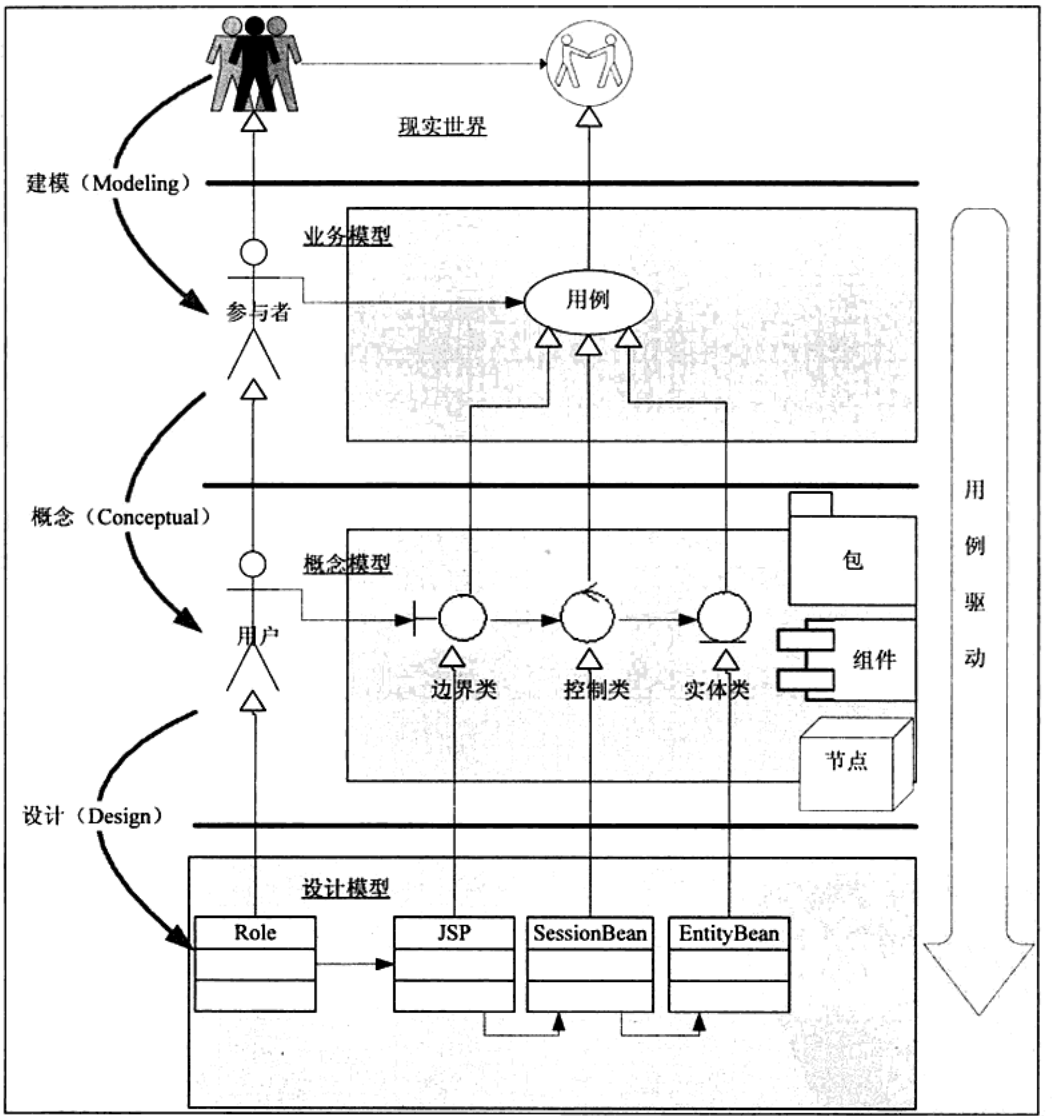 现实世界
建模（Modeling）
业务模型
参与者
用例
概念（Conceptual）
概念模型
包
用户
边界类
控制类
实体类
组件
节点
设计（Design）
设计模型
Role
JSP
SessionBean
EntityBean
用例驱动